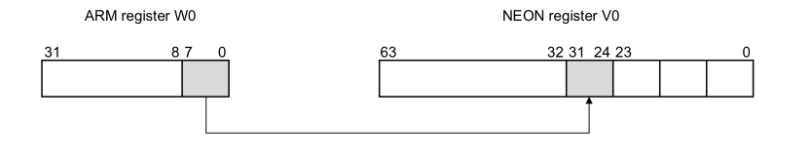 ARM register W0 NEON register V0
31 8 7 0 63 32 31 24 23 0